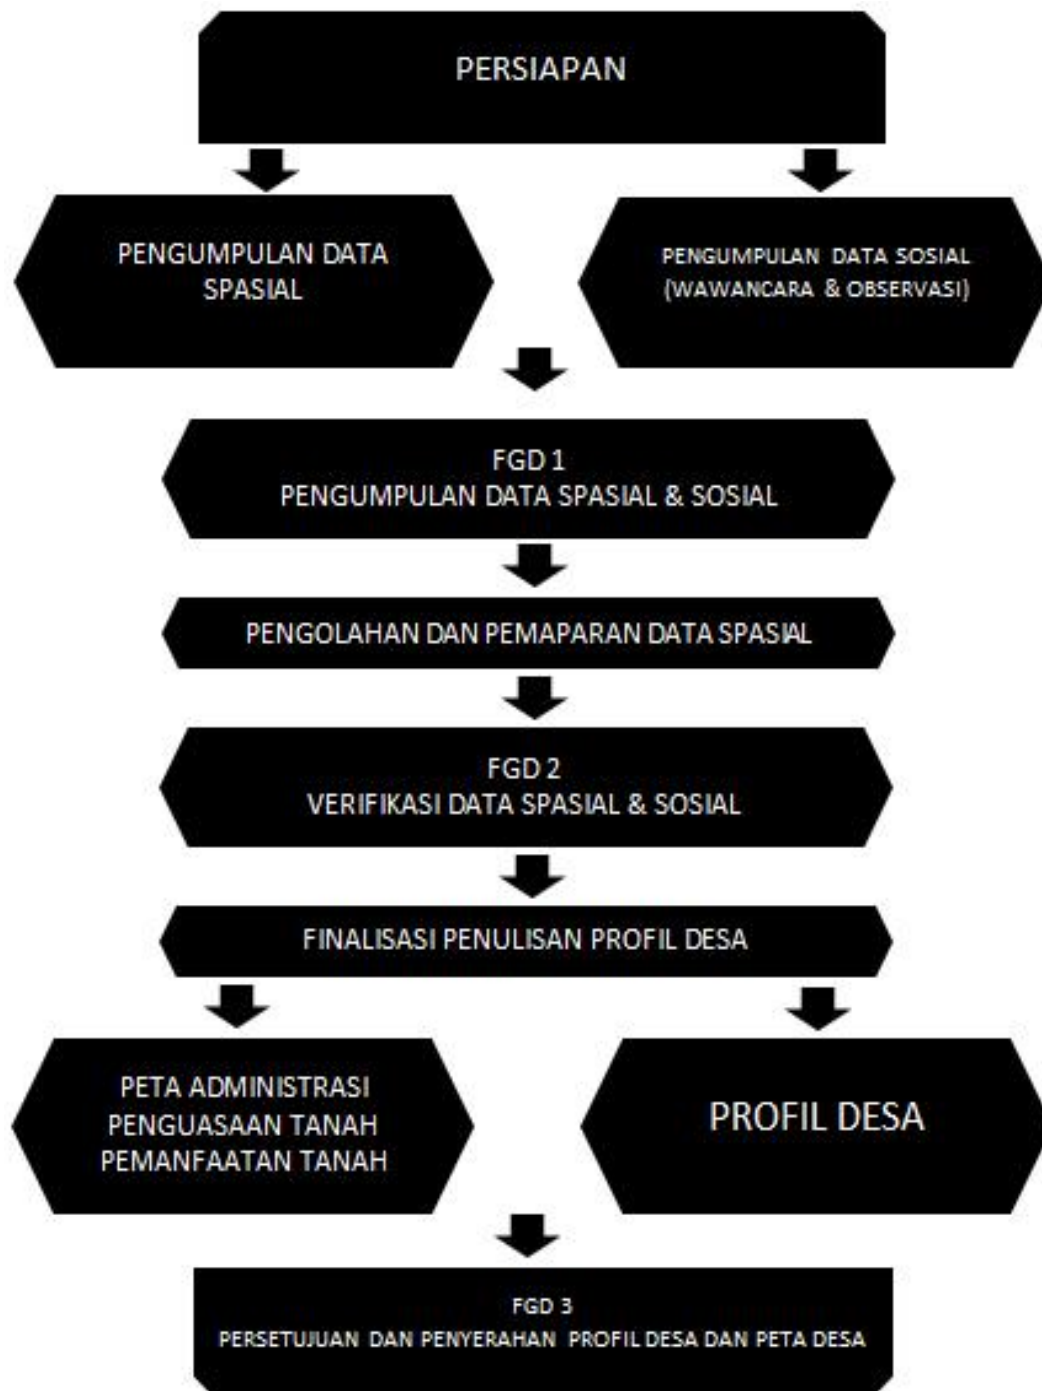 PERSIAPAN
PENGUMPULAN DATA
SPASIAL
PENGUMPULAN DATA SOSIAL
(WAWANCARA & OBSERVASI)
FGD 1
PENGUMPULAN DATA SPASIAL & SOSIAL
PENGOLAHAN DAN PEMAPARAN DATA SPASIAL
FGD 2
VERIFIKASI DATA SPASIAL & SOSIAL
FINALISASI PENULISAN PROFIL DESA
PETA ADMINISTRASI
PENGUASAAN TANAH
PEMANFAATAN TANAH
PROFIL DESA
FGD 3
PERSETUJUAN DAN PENYERAHAN PROFIL DESA DAN PETA DESA